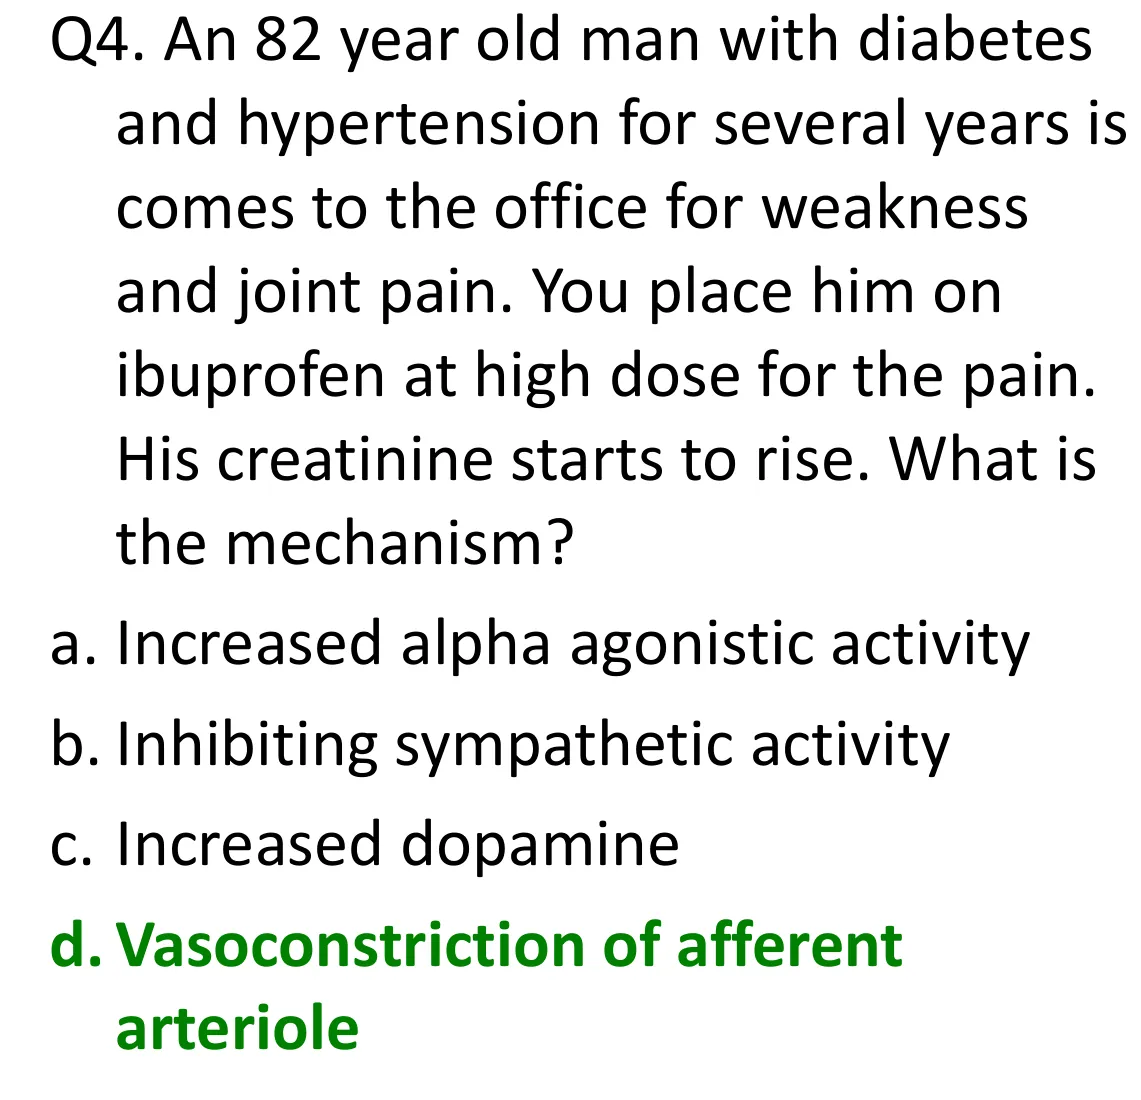 Q4. An 82 year old man with diabetes
and hypertension for several years is
comes to the office for weakness
and joint pain. You place him on
ibuprofen at high dose for the pain.
His creatinine starts to rise. What is
the mechanism?
a. Increased alpha agonistic activity
b. Inhibiting sympathetic activity
c. Increased dopamine
d. Vasoconstriction of afferent
arteriole